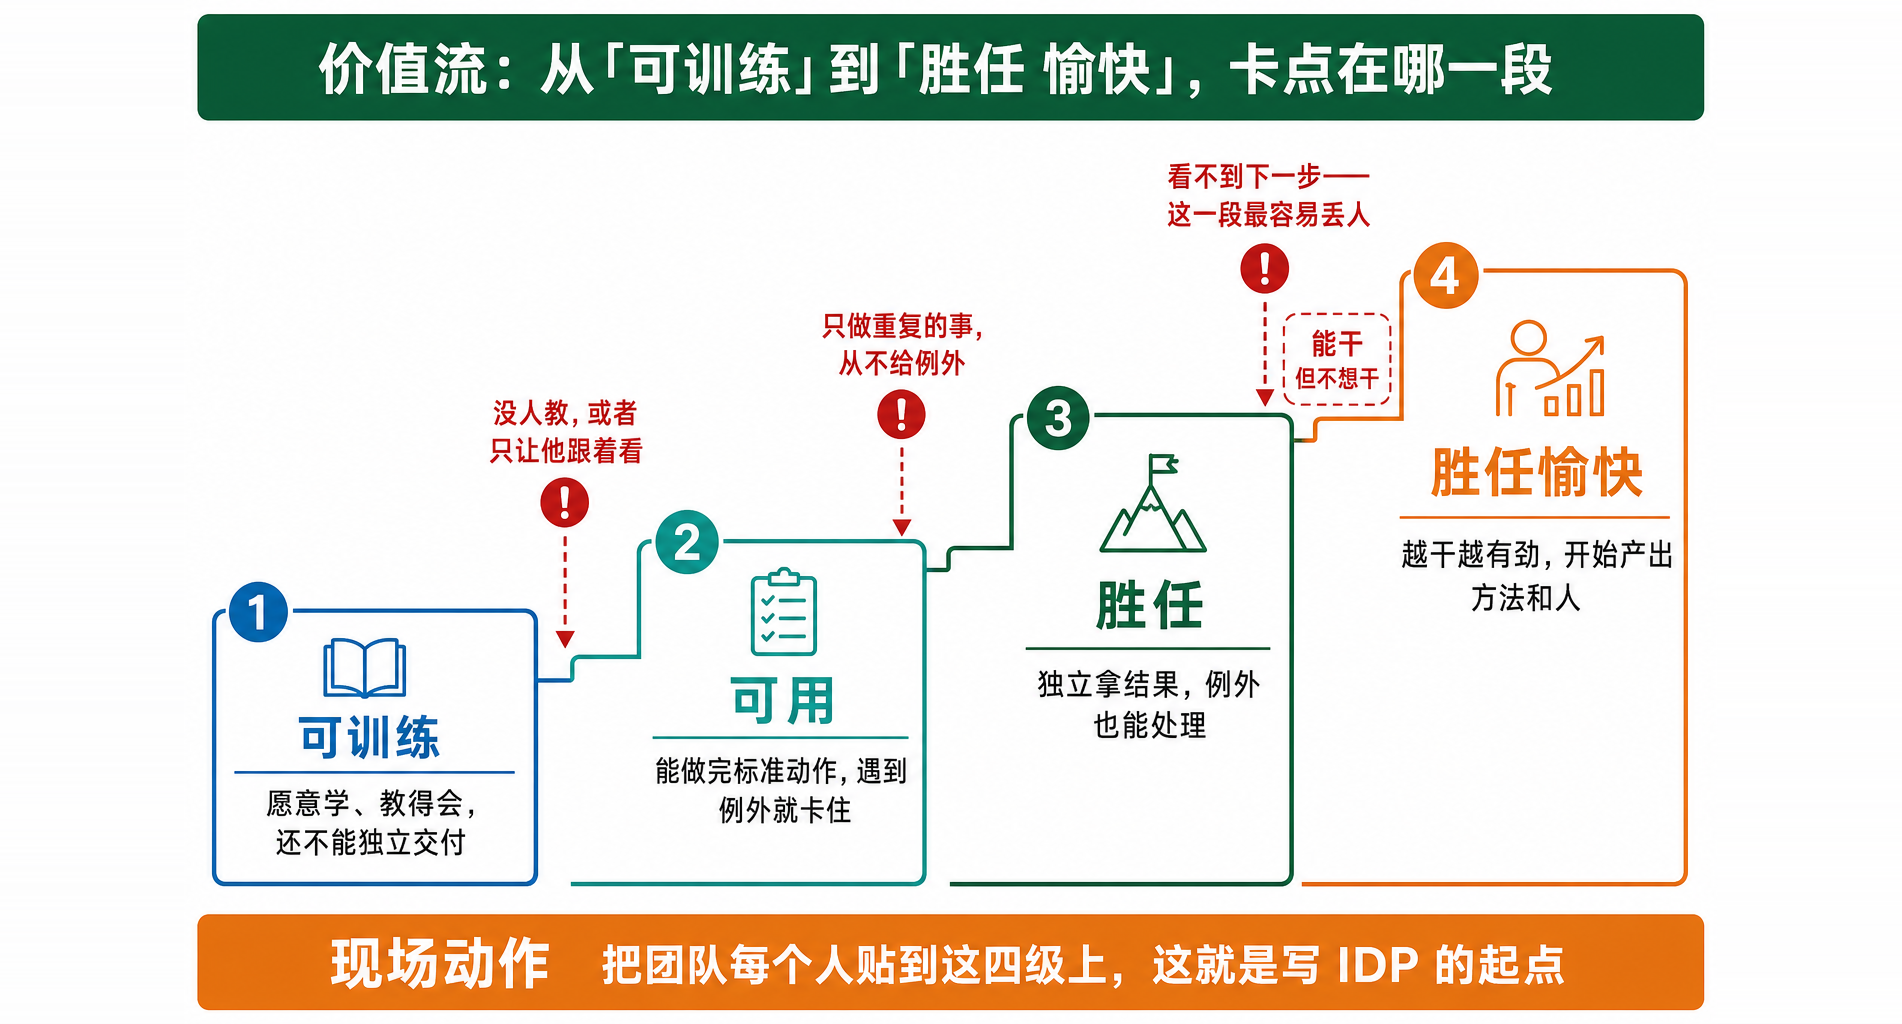 价值流：从「可训练」到「胜任 愉快」，卡点在哪一段
看不到下一步——
这一段最容易丢人
!
4
能干
但不想干
胜任愉快
越干越有劲，开始产出
方法和人
只做重复的事，
从不给例外
!
3
胜任
独立拿结果，例外
也能处理
没人教，或者
只让他跟着看
!
2
可用
能做完标准动作，遇到
例外就卡住
1
可训练
愿意学、教得会，
还不能独立交付
现场动作 把团队每个人贴到这四级上，这就是写 IDP 的起点